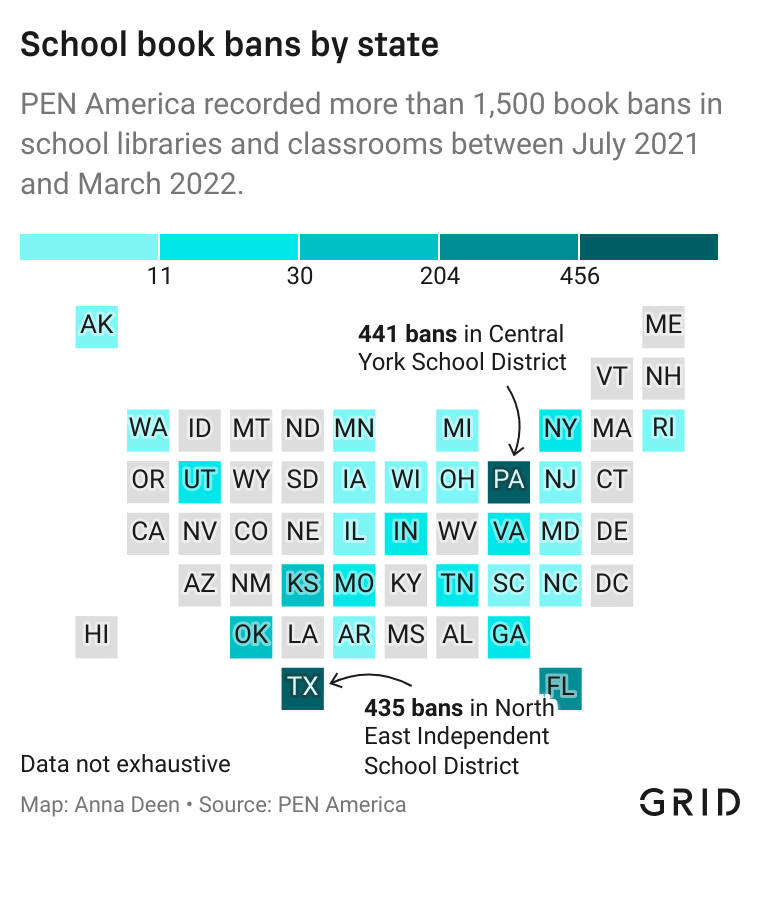 School book bans by state
PEN America recorded more than 1,500 book bans in
school libraries and classrooms between July 2021
and March 2022.
11 30 204 456
AK
441 bans in Central
York School District
ME
VT NH
WA ID MT ND MN MI NY MA RI
OR UT WY SD IA WI OH PA NJ CT
CA NV CO NE IL IN WV VA MD DE
AZ NM KS MO KY TN SC NC DC
HI OK LA AR MS AL GA
TX FL
435 bans in North
East Independent
School District
Data not exhaustive
Map: Anna Deen • Source: PEN America
GRID